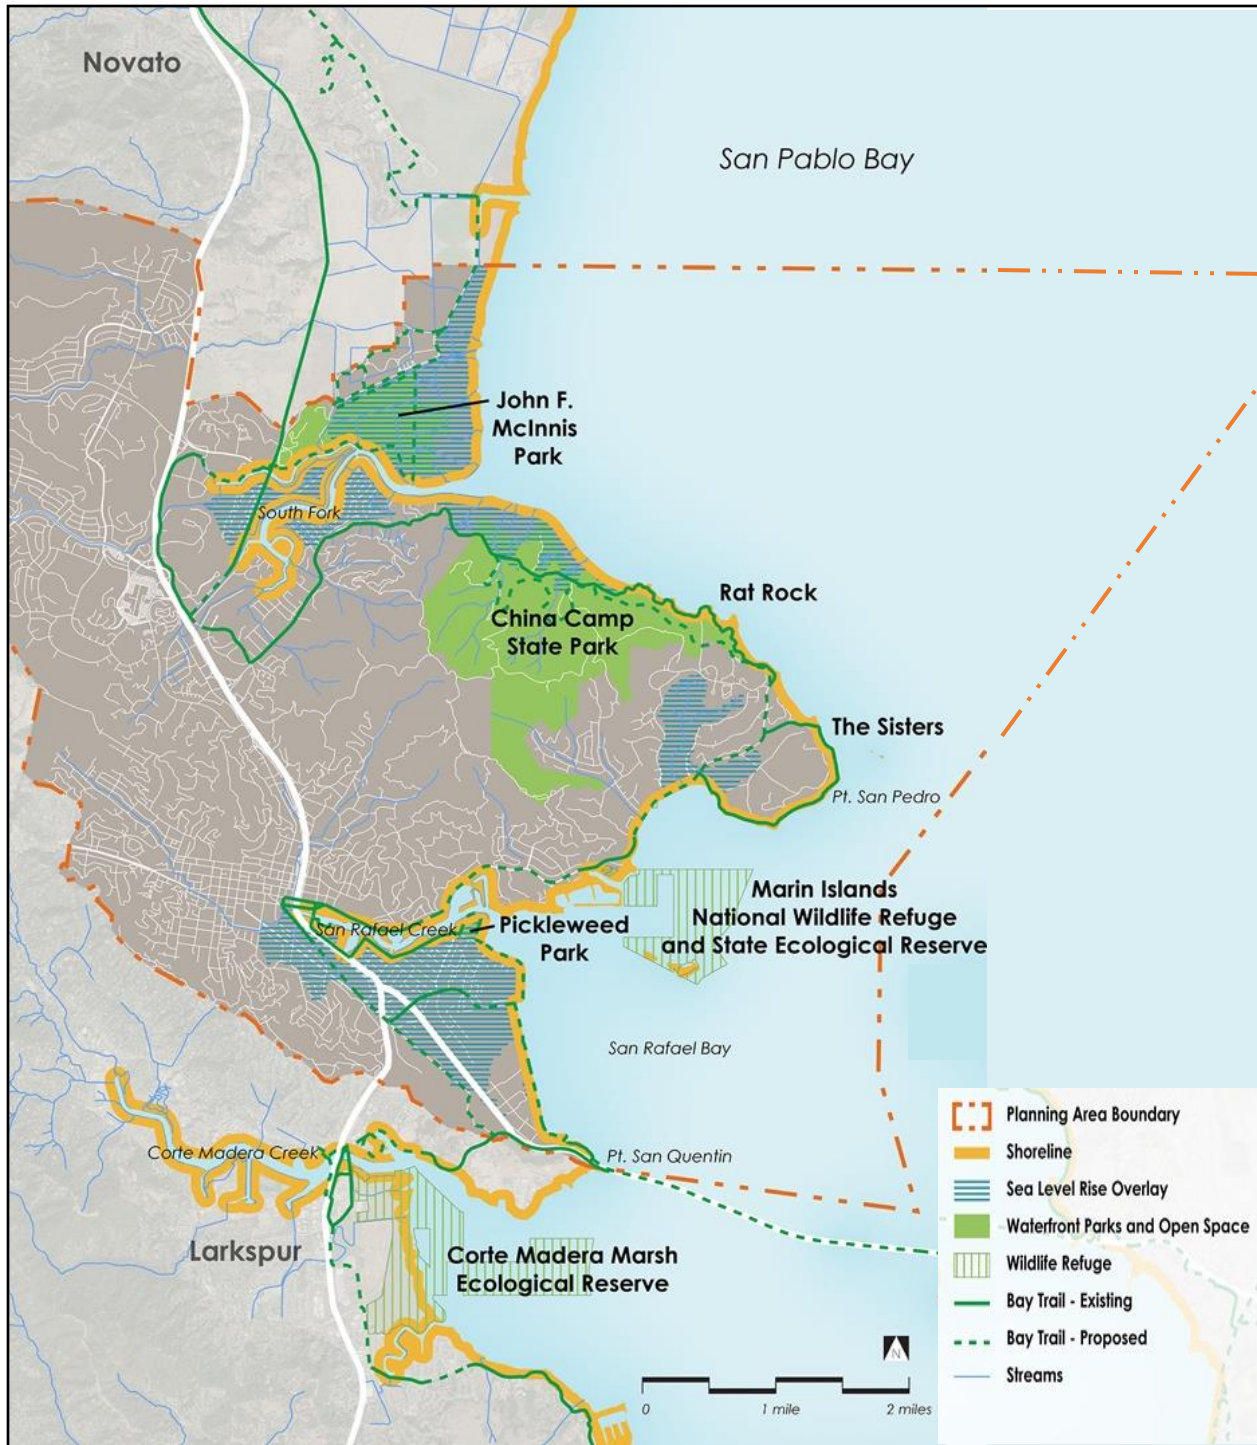 Novato
San Pablo Bay
John F.
McInnis
Park
South Fork
Rat Rock
China Camp
State Park
The Sisters
Pt. San Pedro
Marin Islands
National Wildlife Refuge
and State Ecological Reserve
San Rafael Creek
Pickleweed
Park
San Rafael Bay
Corte Madera Creek
Pt. San Quentin
Larkspur
Corte Madera Marsh
Ecological Reserve
Planning Area Boundary
Shoreline
Sea Level Rise Overlay
Waterfront Parks and Open Space
Wildlife Refuge
Bay Trail - Existing
Bay Trail - Proposed
Streams
N
0 1 mile 2 miles